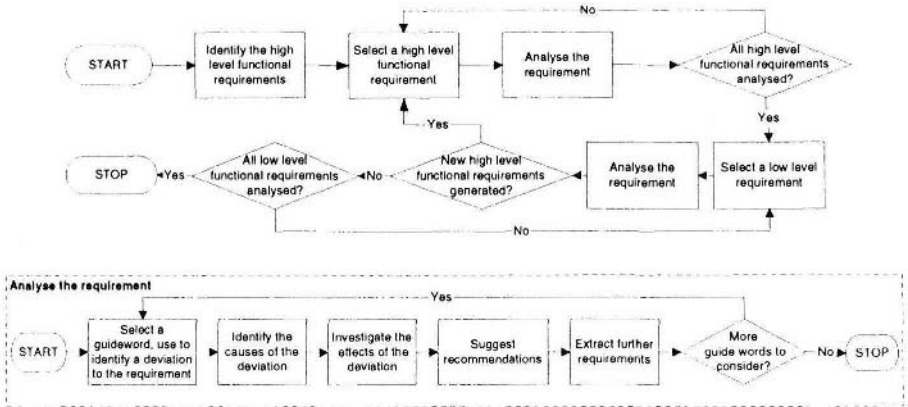 No
START
Identify the high
level functional
requirements
Select a high level
functional
requirement
Analyse the
requirement
All high level
functional requirements
analysed?
Yes
Yes
STOP
Yes
All low level
functional requirements
analysed?
No
New high level
functional requirements
generated?
Analyse the
requirement
Select a low level
requirement
No
Analyse the requirement
Yes
START
Select a
guideword, use to
identify a deviation
to the requirement
Identify the
causes of the
deviation
Investigate the
effects of the
deviation
Suggest
recommendations
Extract further
requirements
More
guide words to
consider?
No
STOP